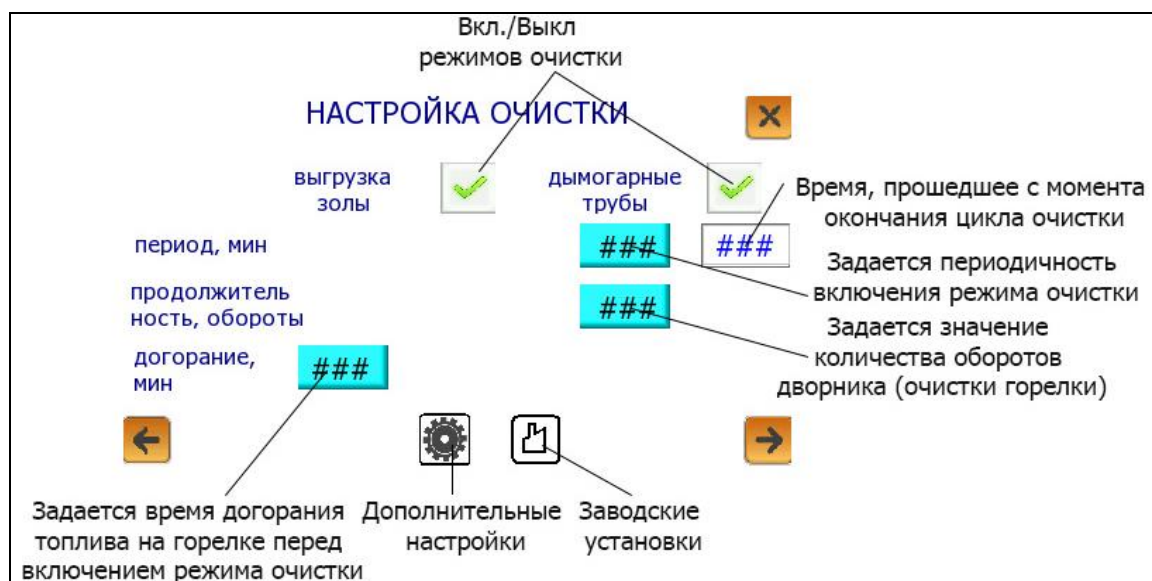 Вкл./Выкл
режимов очистки
НАСТРОЙКА ОЧИСТКИ
выгрузка
золы
дымогарные
трубы
Время, прошедшее с момента
окончания цикла очистки
период, мин
###
###
Задается периодичность
включения режима очистки
продолжитель
ность, обороты
###
Задается значение
количества оборотов
дворника (очистки горелки)
догорание,
мин
###
Задается время догорания
топлива на горелке перед
включением режима очистки
Дополнительные
настройки
Заводские
установки